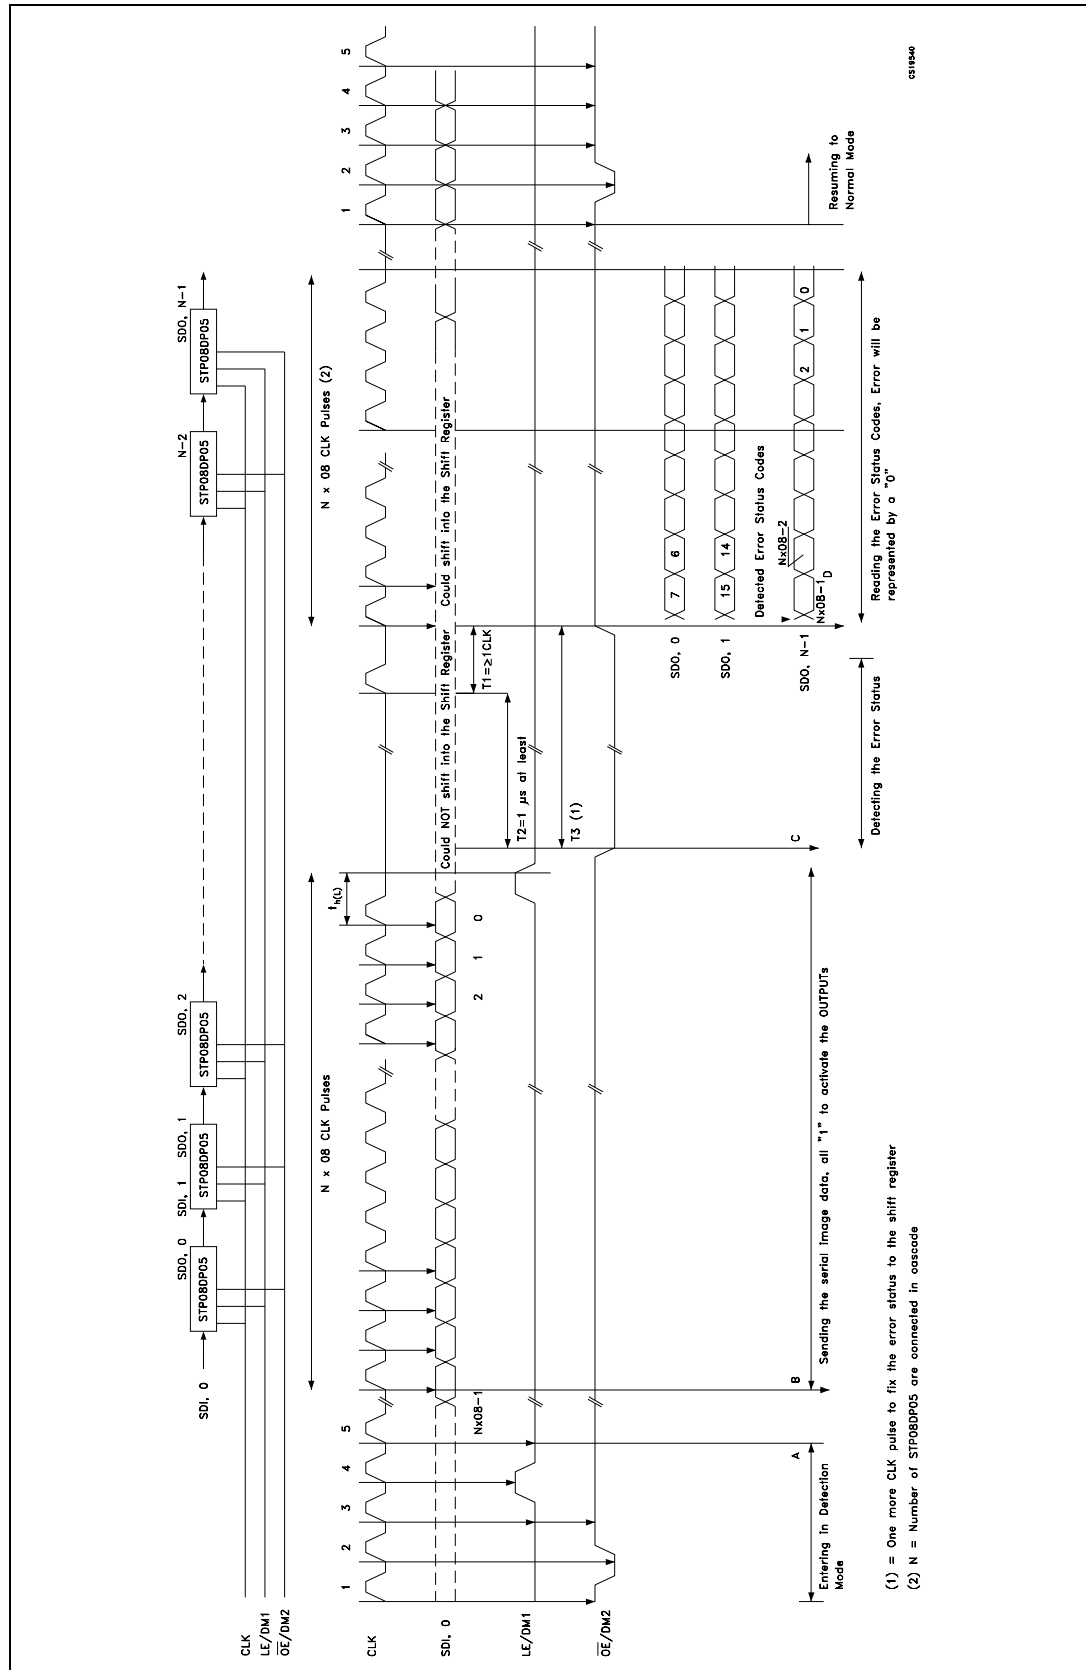 SDI, 0
STP08DP05
SDO, 0
SDI, 1
STP08DP05
SDO, 1
STP08DP05
SDO, 2
STP08DP05
N-2
STP08DP05
SDO, N-1
CLK
LE/DM1
OE/DM2
N x 08 CLK Pulses
N x 08 CLK Pulses (2)
CLK
1 2 3 4 5
1 2 3 4 5
th(L)
SDI, 0
Could NOT shift into the Shift Register
Could shift into the Shift Register
Nx08-1
2 1 0
T1=≥1CLK
LE/DM1
T2=1 µs at least
T3 (1)
OE/DM2
SDO, 0
7 6
SDO, 1
15 14
Detected Error Status Codes
Nx08-2
SDO, N-1
2 1 0
Nx08-1
D
A
B
C
Entering in Detection
Mode
Sending the serial image data, all "1" to activate the OUTPUTs
Detecting the Error Status
Reading the Error Status Codes, Error will be
represented by a "0"
Resuming to
Normal Mode
(1) = One more CLK pulse to fix the error status to the shift register
(2) N = Number of STP08DP05 are connected in cascade
CS19540